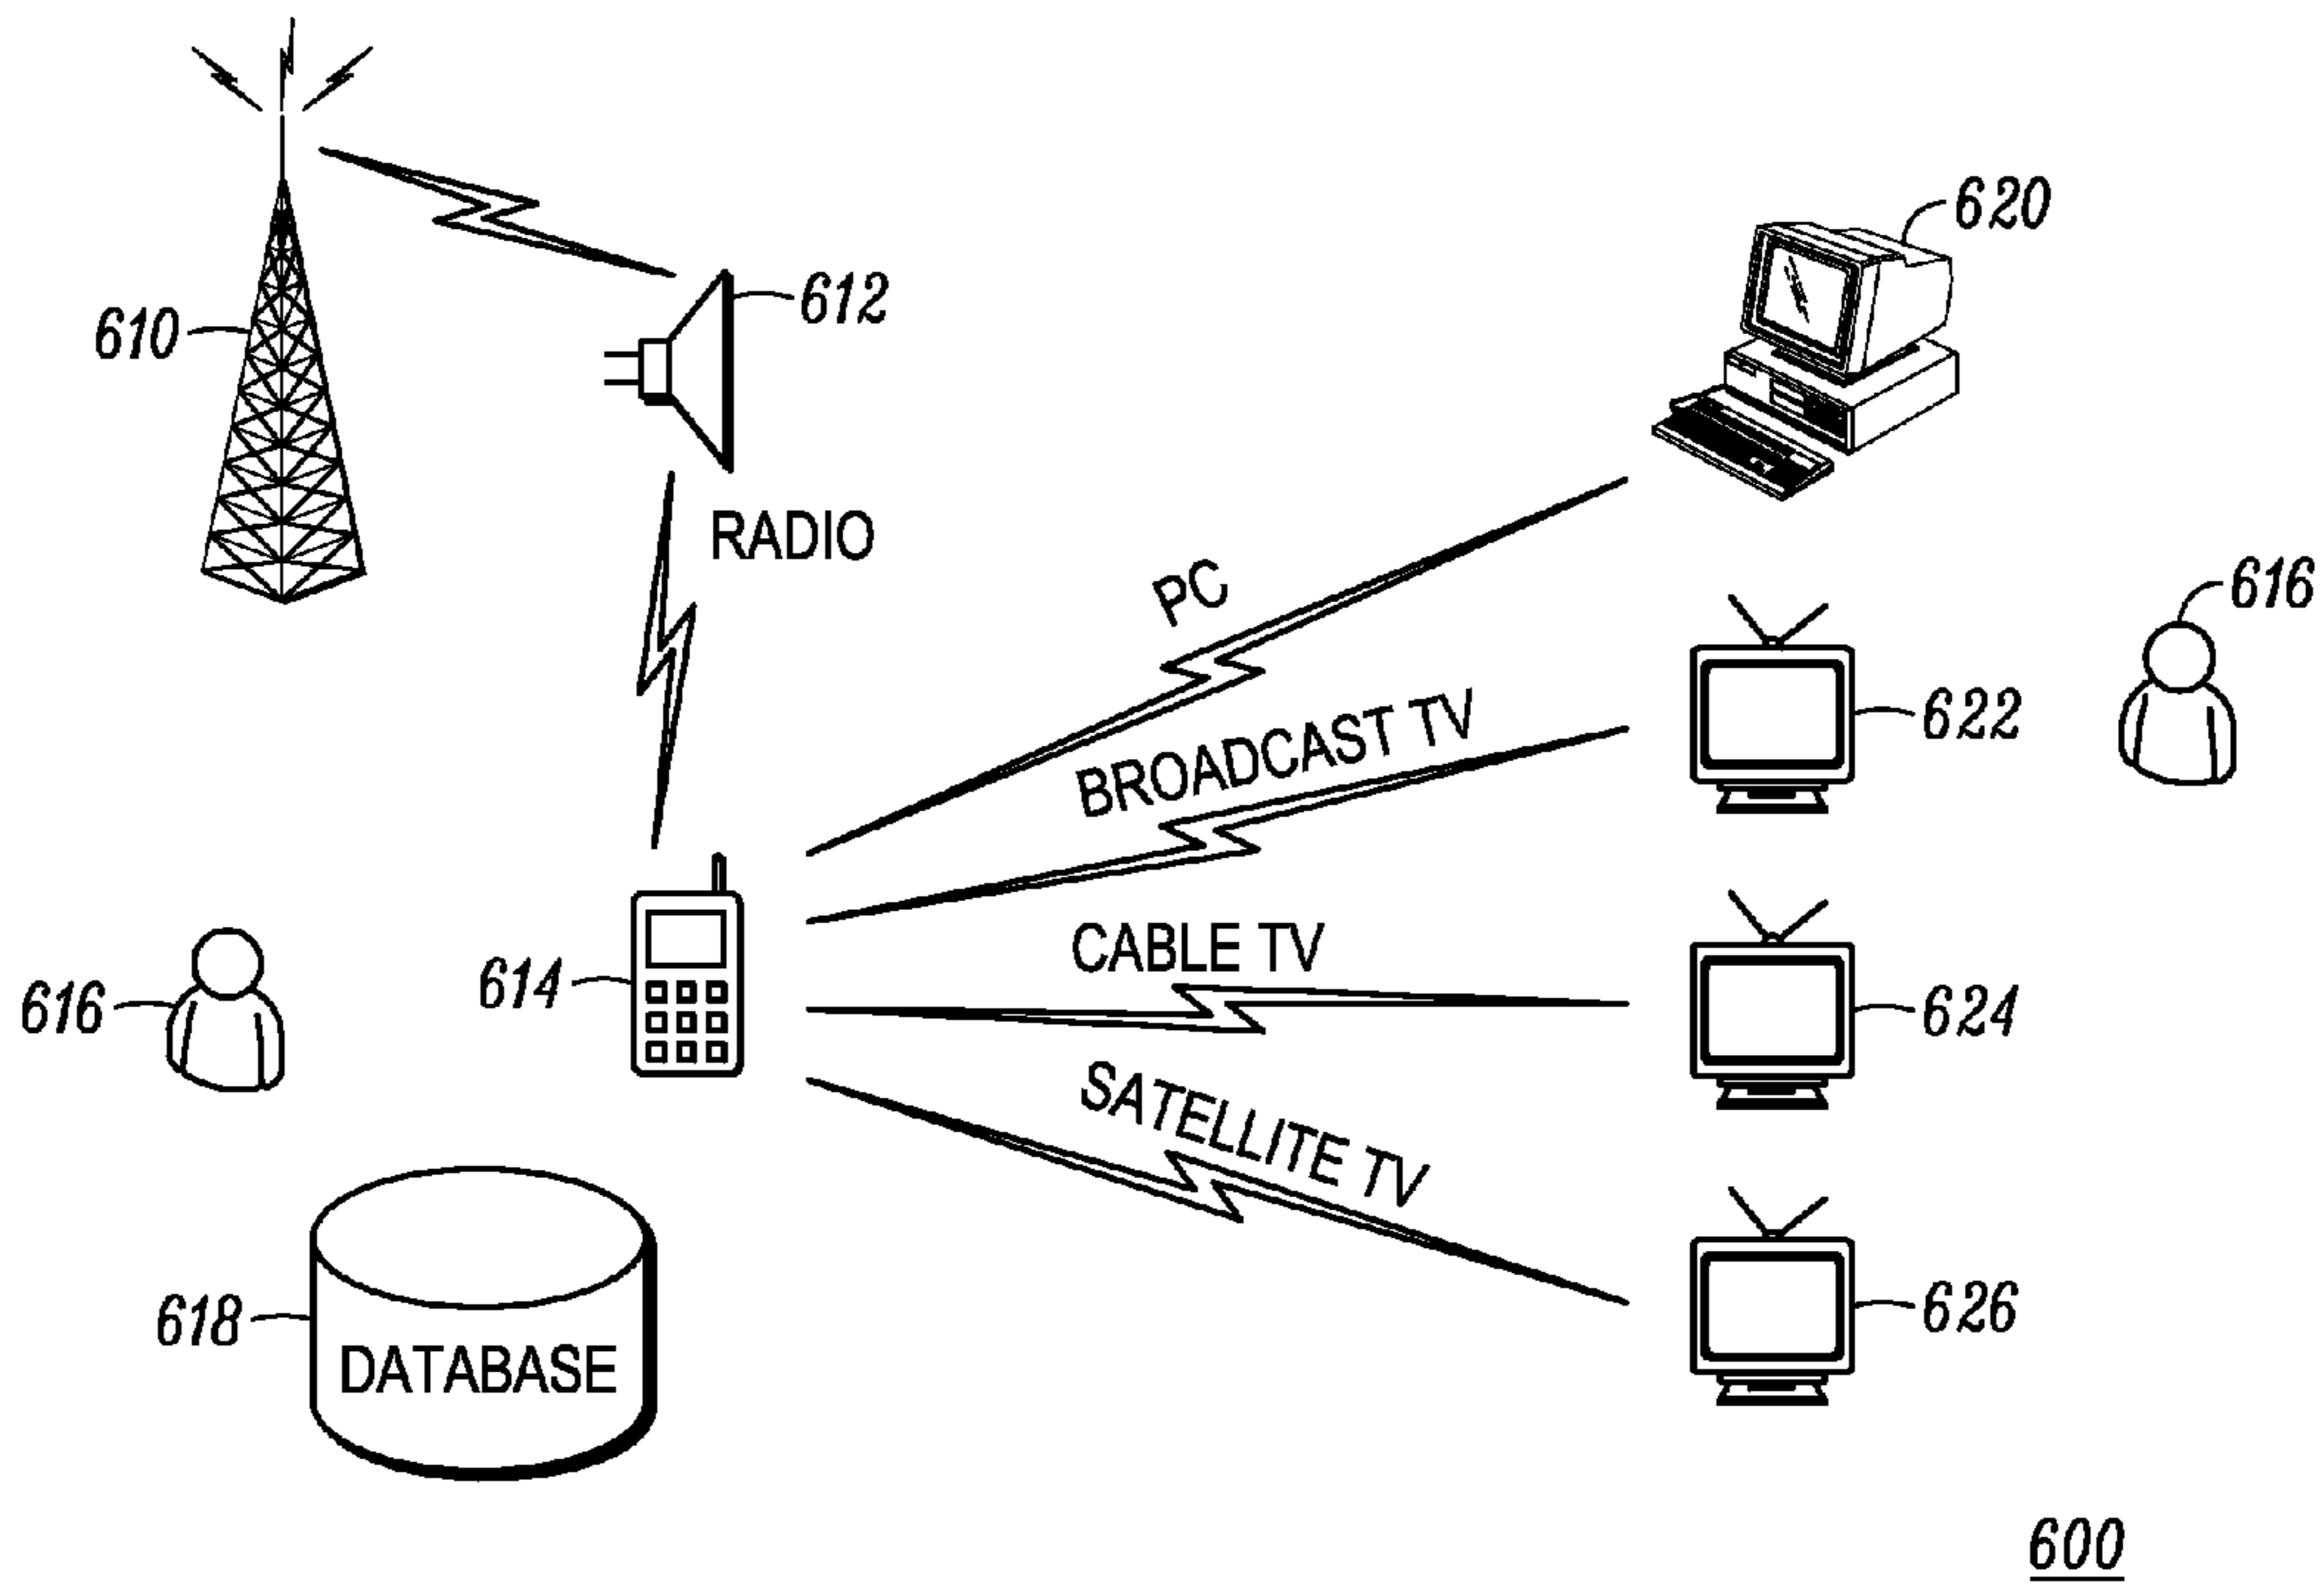 620
612
610
RADIO
PC
616
BROADCAST TV
622
CABLE TV
614
616
624
SATELLITE TV
618
DATABASE
626
600